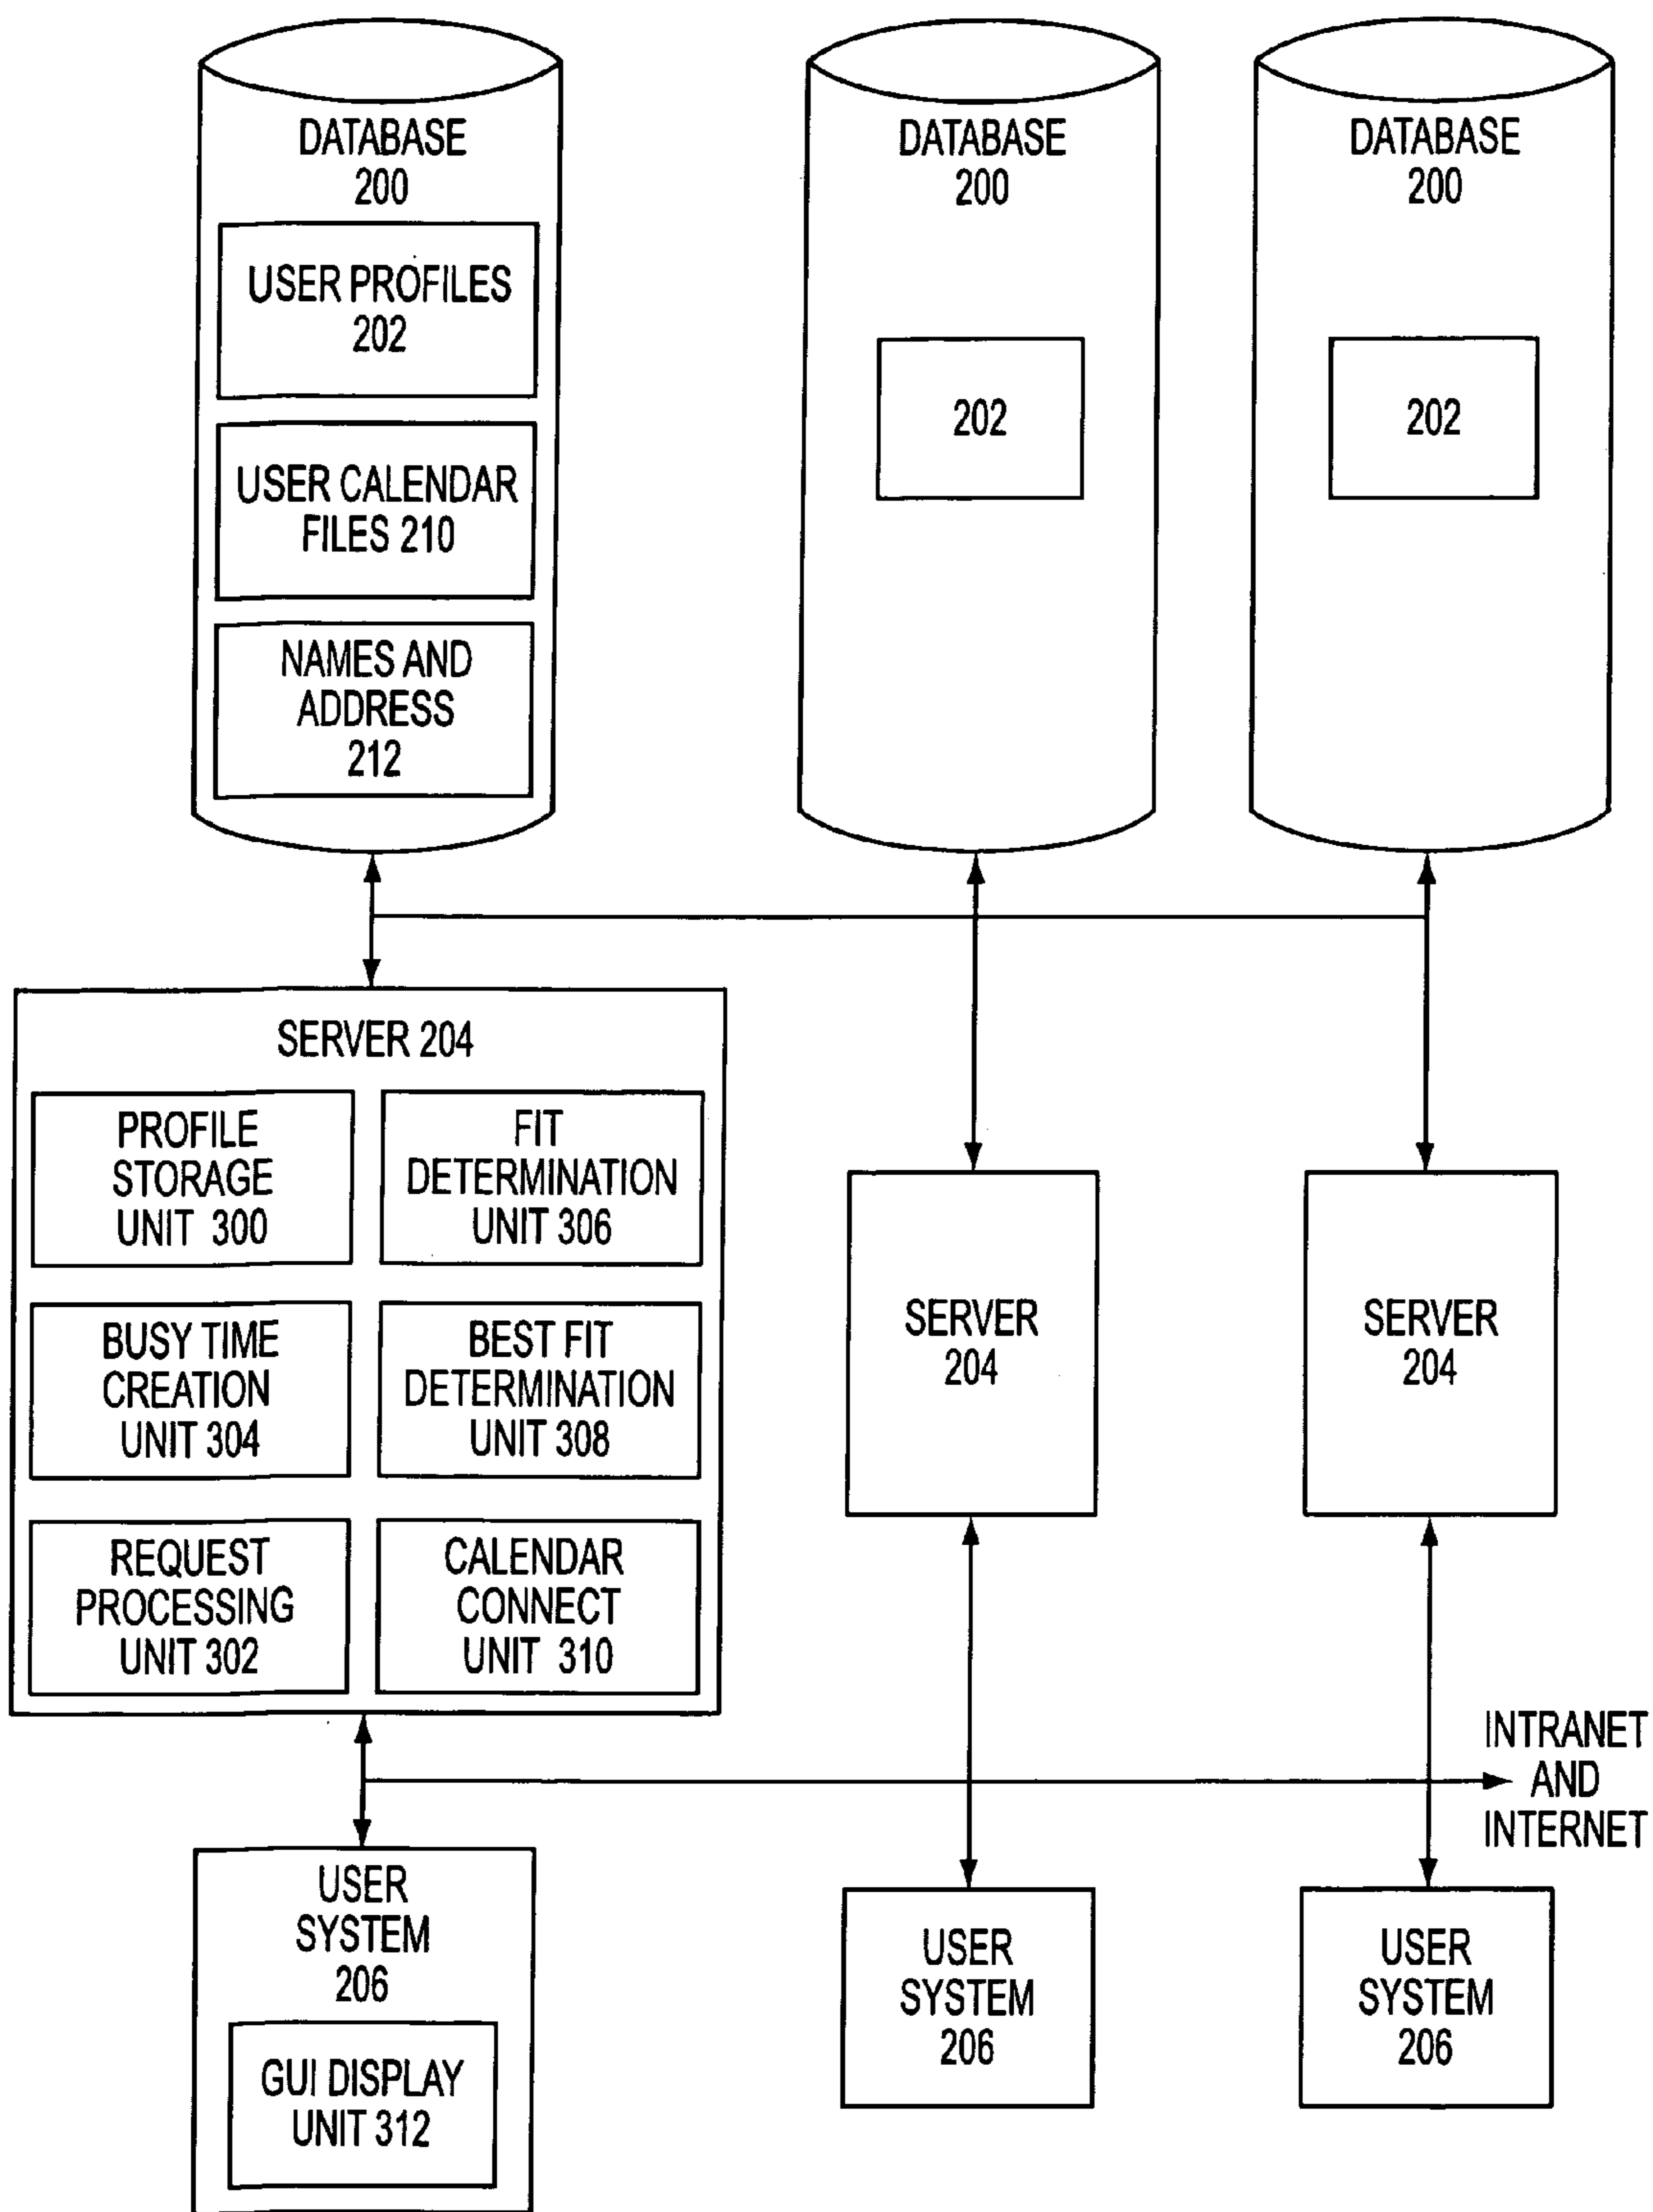 DATABASE
200
USER PROFILES
202
USER CALENDAR
FILES 210
NAMES AND
ADDRESS
212
DATABASE
200
202
DATABASE
200
202
SERVER 204
PROFILE
STORAGE
UNIT 300
FIT
DETERMINATION
UNIT 306
BUSY TIME
CREATION
UNIT 304
BEST FIT
DETERMINATION
UNIT 308
REQUEST
PROCESSING
UNIT 302
CALENDAR
CONNECT
UNIT 310
SERVER
204
SERVER
204
INTRANET
AND
INTERNET
USER
SYSTEM
206
GUI DISPLAY
UNIT 312
USER
SYSTEM
206
USER
SYSTEM
206